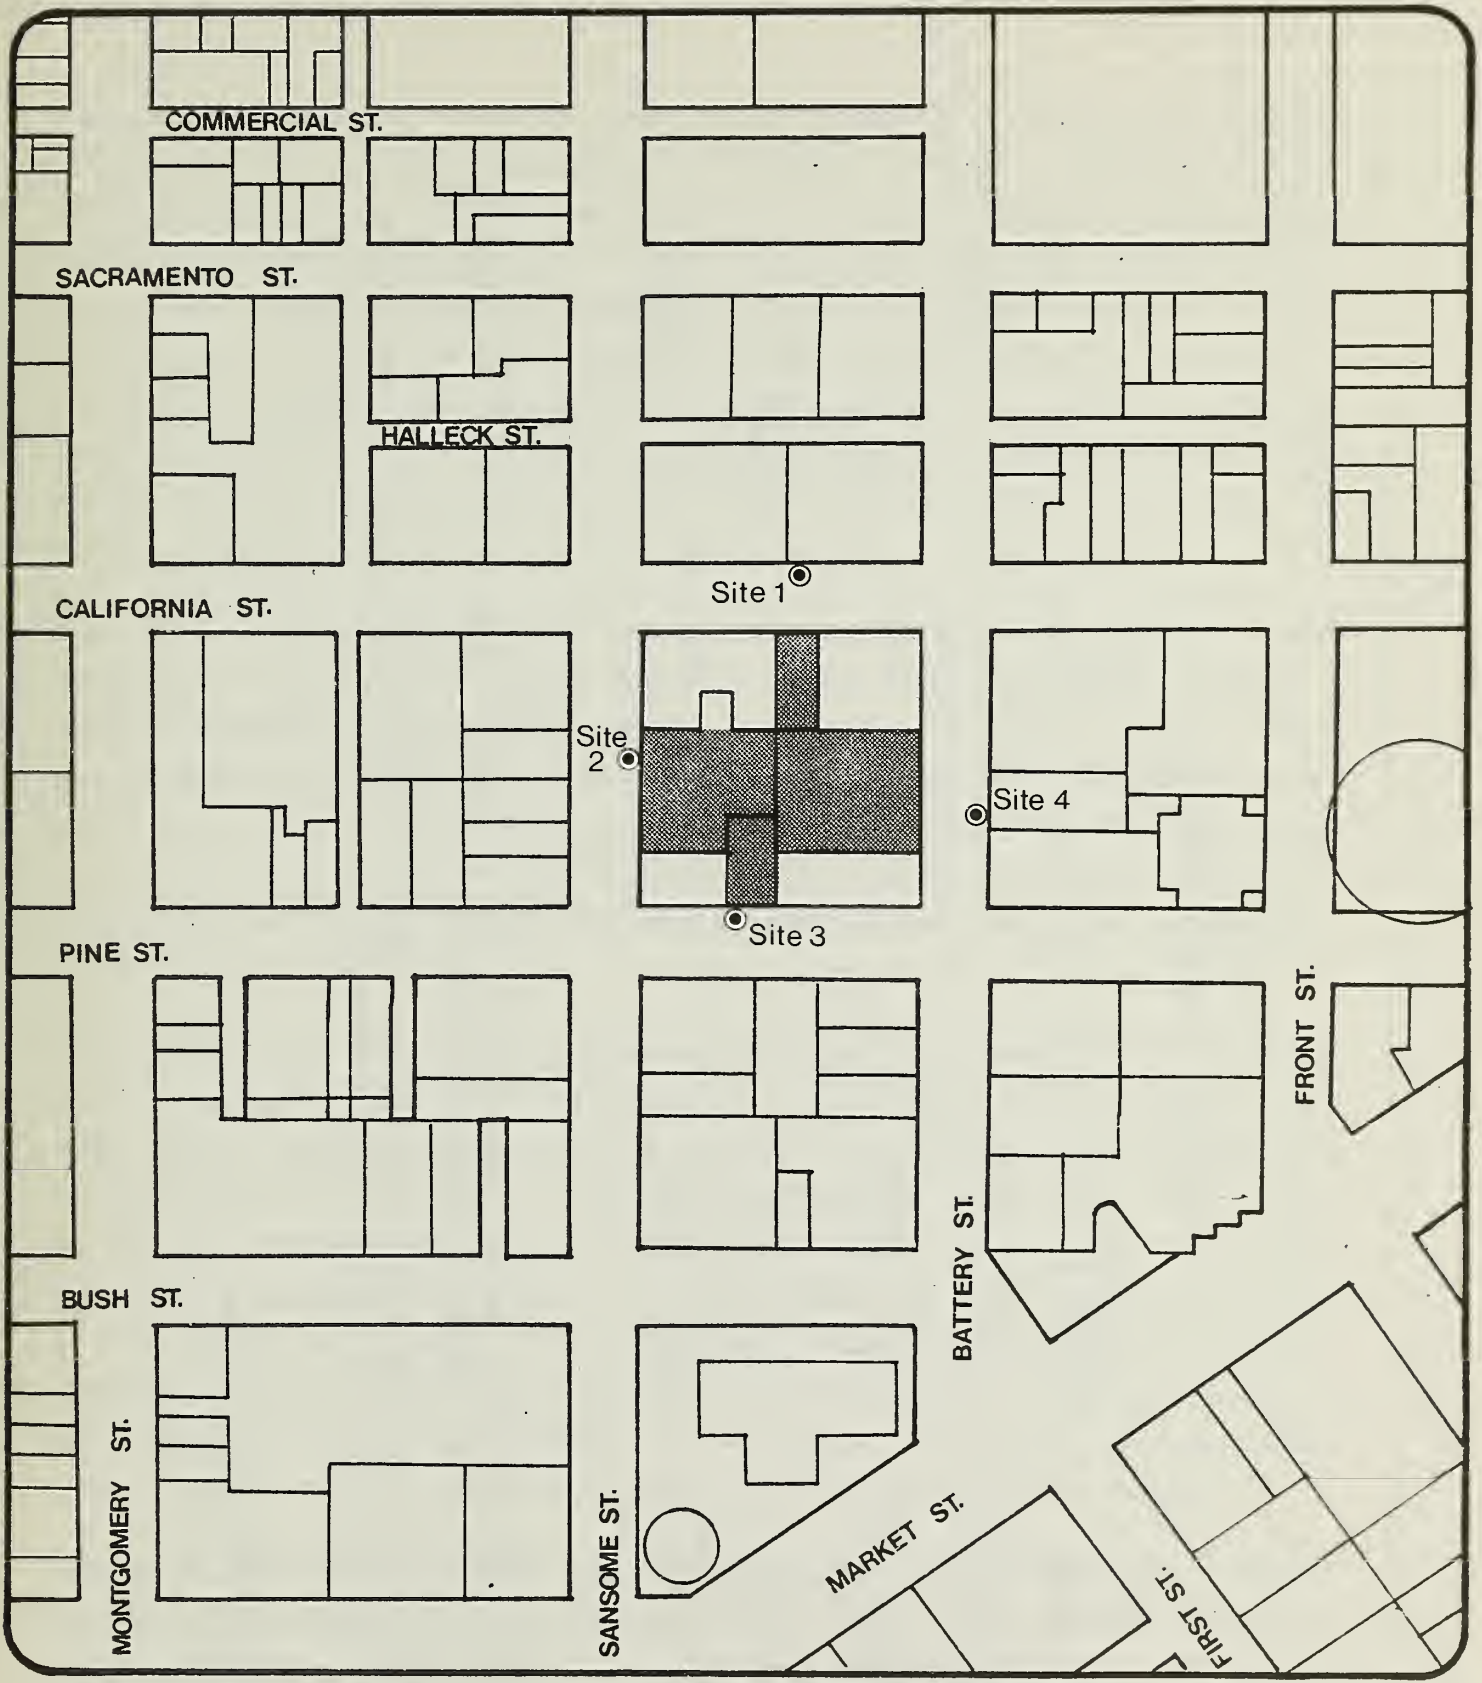 COMMERCIAL ST.
SACRAMENTO ST.
HALLECK ST.
Site 1
CALIFORNIA ST.
Site
2
Site 4
Site 3
PINE ST.
FRONT ST.
BATTERY ST.
BUSH ST.
MONTGOMERY ST.
SANSOME ST.
MARKET ST.
FIRST ST.